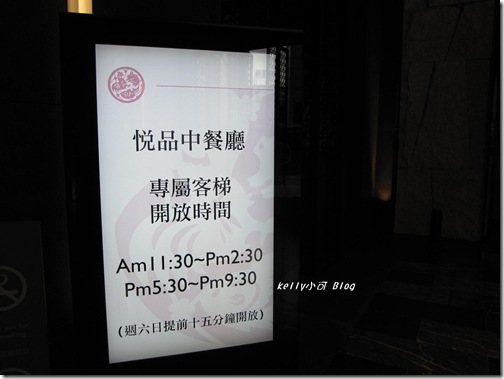 悅品中餐廳
專屬客梯
開放時間
Am11:30~Pm2:30
Pm5:30~Pm9:30
(週六日提前十五分鐘開放)
kelly小可 Blog